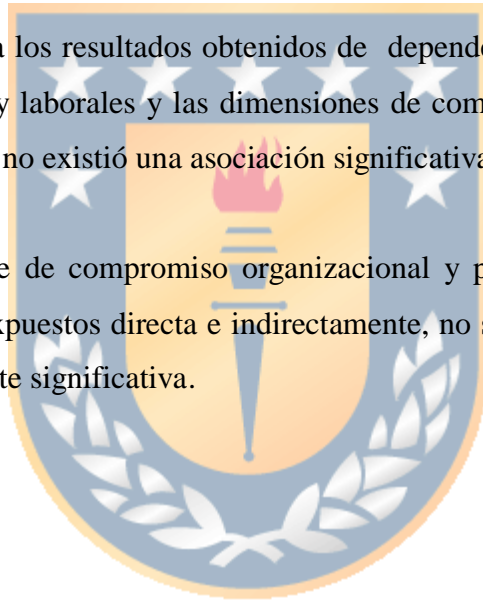 a los resultados obtenidos de depend
y laborales y las dimensiones de com
no existió una asociación significativa
e de compromiso organizacional y p
xpuestos directa e indirectamente, no s
te significativa.